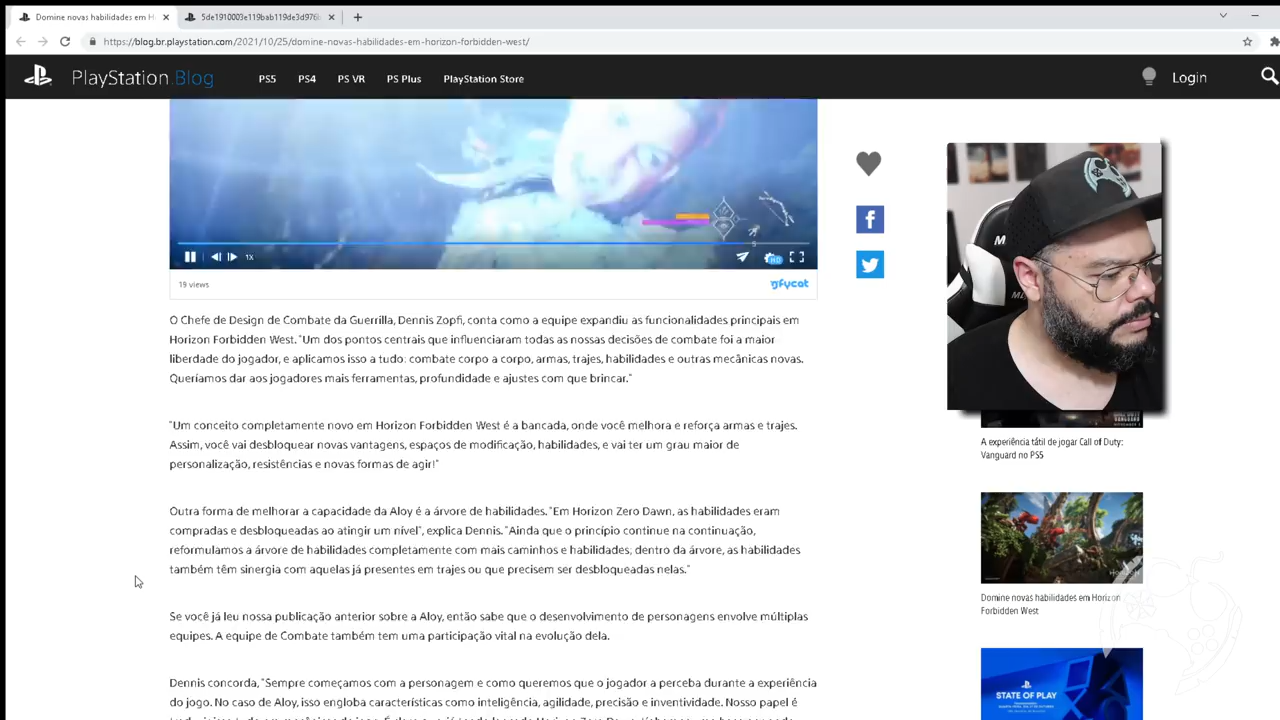 Domine novas habilidades em H
5de1910003e119bab119de3d976b
https://blog.br.playstation.com/2021/10/25/domine-novas-habilidades-em-horizon-forbidden-west/
PlayStation.Blog
PS5
PS4
PS VR
PS Plus
PlayStation Store
Login
1X
HD
19 views
gfycat
O Chefe de Design de Combate da Guerrilla, Dennis Zopfi, conta como a equipe expandiu as funcionalidades principais em
Horizon Forbidden West. "Um dos pontos centrais que influenciaram todas as nossas decisões de combate foi a maior
liberdade do jogador, e aplicamos isso a tudo: combate corpo a corpo, armas, trajes, habilidades e outras mecânicas novas.
Queríamos dar aos jogadores mais ferramentas, profundidade e ajustes com que brincar."
"Um conceito completamente novo em Horizon Forbidden West é a bancada, onde você melhora e reforça armas e trajes.
Assim, você vai desbloquear novas vantagens, espaços de modificação, habilidades, e vai ter um grau maior de
personalização, resistências e novas formas de agir!"
Outra forma de melhorar a capacidade da Aloy é a árvore de habilidades. "Em Horizon Zero Dawn, as habilidades eram
compradas e desbloqueadas ao atingir um nível", explica Dennis. "Ainda que o princípio continue na continuação,
reformulamos a árvore de habilidades completamente com mais caminhos e habilidades; dentro da árvore, as habilidades
também têm sinergia com aquelas já presentes em trajes ou que precisem ser desbloqueadas nelas."
Se você já leu nossa publicação anterior sobre a Aloy, então sabe que o desenvolvimento de personagens envolve múltiplas
equipes. A equipe de Combate também tem uma participação vital na evolução dela.
Dennis concorda, "Sempre começamos com a personagem e como queremos que o jogador a perceba durante a experiência
do jogo. No caso de Aloy, isso engloba características como inteligência, agilidade, precisão e inventividade. Nosso papel é
A experiência tátil de jogar Call of Duty:
Vanguard no PS5
Domine novas habilidades em Horizon
Forbidden West
STATE OF PLAY